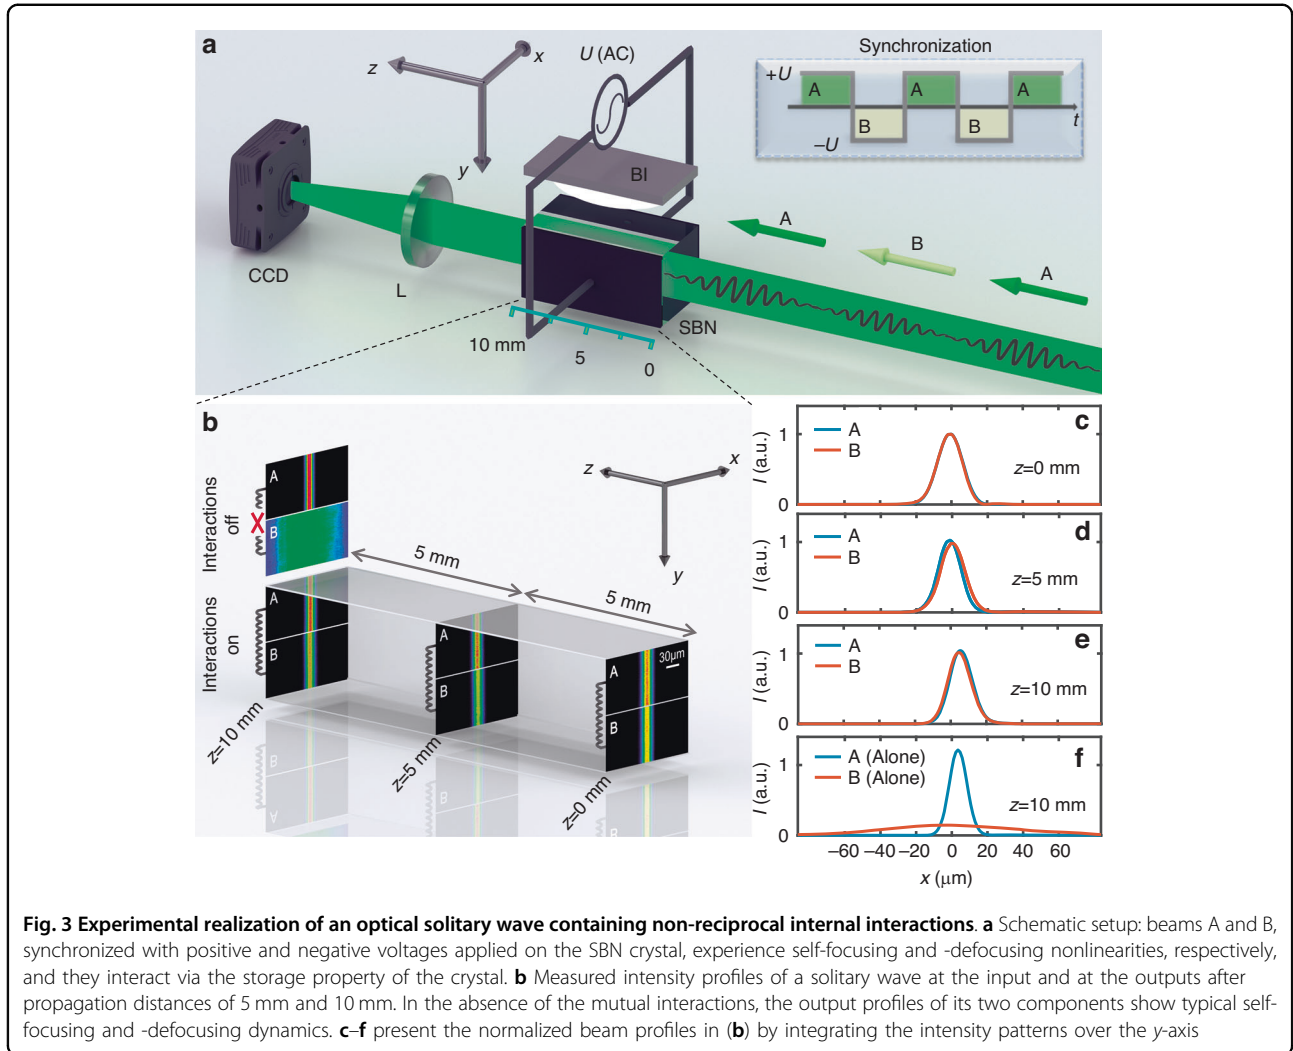 a
Synchronization
+U
A
A
A
B
B
–U
t
U (AC)
x
z
y
BI
A
B
A
CCD
L
SBN
10 mm
5
0
b
z
x
y
Interactions off
A
X
B
5 mm
5 mm
Interactions on
A
B
A
B
30μm
A
B
z=10 mm
z=5 mm
z=0 mm
c
I (a.u.)
1
0
A
B
z=0 mm
d
I (a.u.)
1
0
A
B
z=5 mm
e
I (a.u.)
1
0
A
B
z=10 mm
f
I (a.u.)
1
0
A (Alone)
B (Alone)
z=10 mm
–60 –40 –20 0 20 40 60
x (μm)
Fig. 3 Experimental realization of an optical solitary wave containing non-reciprocal internal interactions. a Schematic setup: beams A and B,
synchronized with positive and negative voltages applied on the SBN crystal, experience self-focusing and -defocusing nonlinearities, respectively,
and they interact via the storage property of the crystal. b Measured intensity profiles of a solitary wave at the input and at the outputs after
propagation distances of 5 mm and 10 mm. In the absence of the mutual interactions, the output profiles of its two components show typical self-
focusing and -defocusing dynamics. c–f present the normalized beam profiles in (b) by integrating the intensity patterns over the y-axis